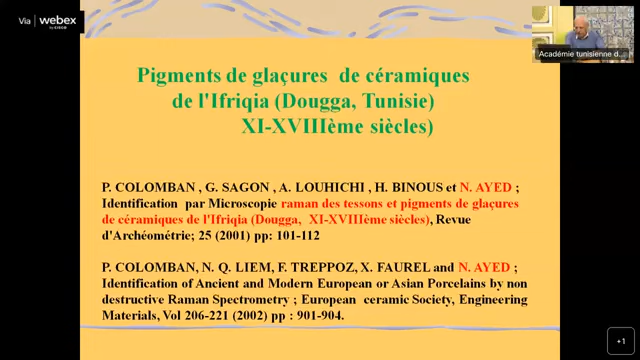 Via
webex
by CISCO
Académie tunisienne d...
Pigments de glaçures de céramiques
de l'Ifriqia (Dougga, Tunisie)
XI-XVIIIème siècles)
P. COLOMBAN , G. SAGON , A. LOUHICHI , H. BINOUS et N. AYED ;
Identification par Microscopie raman des tessons et pigments de glaçures
de céramiques de l'Ifriqia (Dougga, XI-XVIIIème siècles), Revue
d'Archéométrie; 25 (2001) pp: 101-112
P. COLOMBAN, N. Q. LIEM, F. TREPPOZ, X. FAUREL and N. AYED ;
Identification of Ancient and Modern European or Asian Porcelains by non
destructive Raman Spectrometry ; European ceramic Society, Engineering
Materials, Vol 206-221 (2002) pp : 901-904.
+1